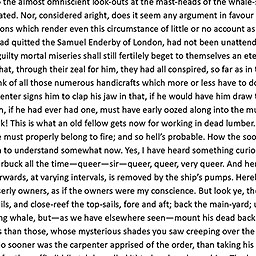 the almost omniscient look-outs at the mast-heads of the whale-s
ated. Nor, considered aright, does it seem any argument in favour
ons which render even this circumstance of little or no account as
ad quitted the Samuel Enderby of London, had not been unattend
guilty mortal miseries shall still fertilely beget to themselves an ete
hat, through their zeal for him, they had all conspired, so far as in t
nk of all those numerous handicrafts which more or less have to do
enter signs him to clap his jaw in that, if he would have him draw t
n, if he had ever had one, must have early oozed along into the mu
k! This is what an old fellow gets now for working in dead lumber.
e must properly belong to fire; and so hell's probable. How the soo
n to understand somewhat now. Yes, I have heard something curio
rbuck all the time—queer—sir—queer, queer, very queer. And her
rwards, at varying intervals, is removed by the ship's pumps. Herel
serly owners, as if the owners were my conscience. But look ye, the
ils, and close-reef the top-sails, fore and aft; back the main-yard; u
ng whale, but—as we have elsewhere seen—mount his dead back
s than those, whose mysterious shades you saw creeping over the
o sooner was the carpenter apprised of the order, than taking his